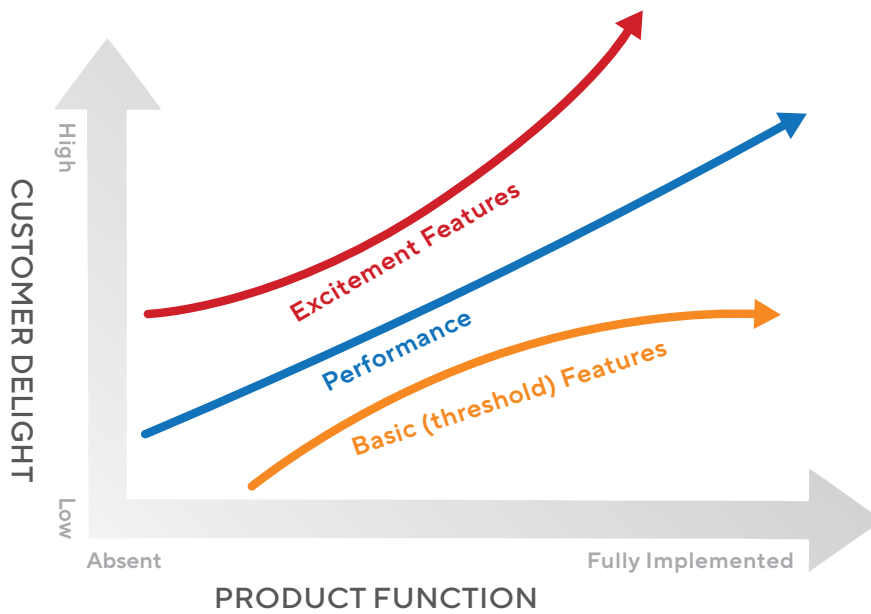 High
CUSTOMER DELIGHT
Low
Excitement Features
Performance
Basic (threshold) Features
Absent
Fully Implemented
PRODUCT FUNCTION